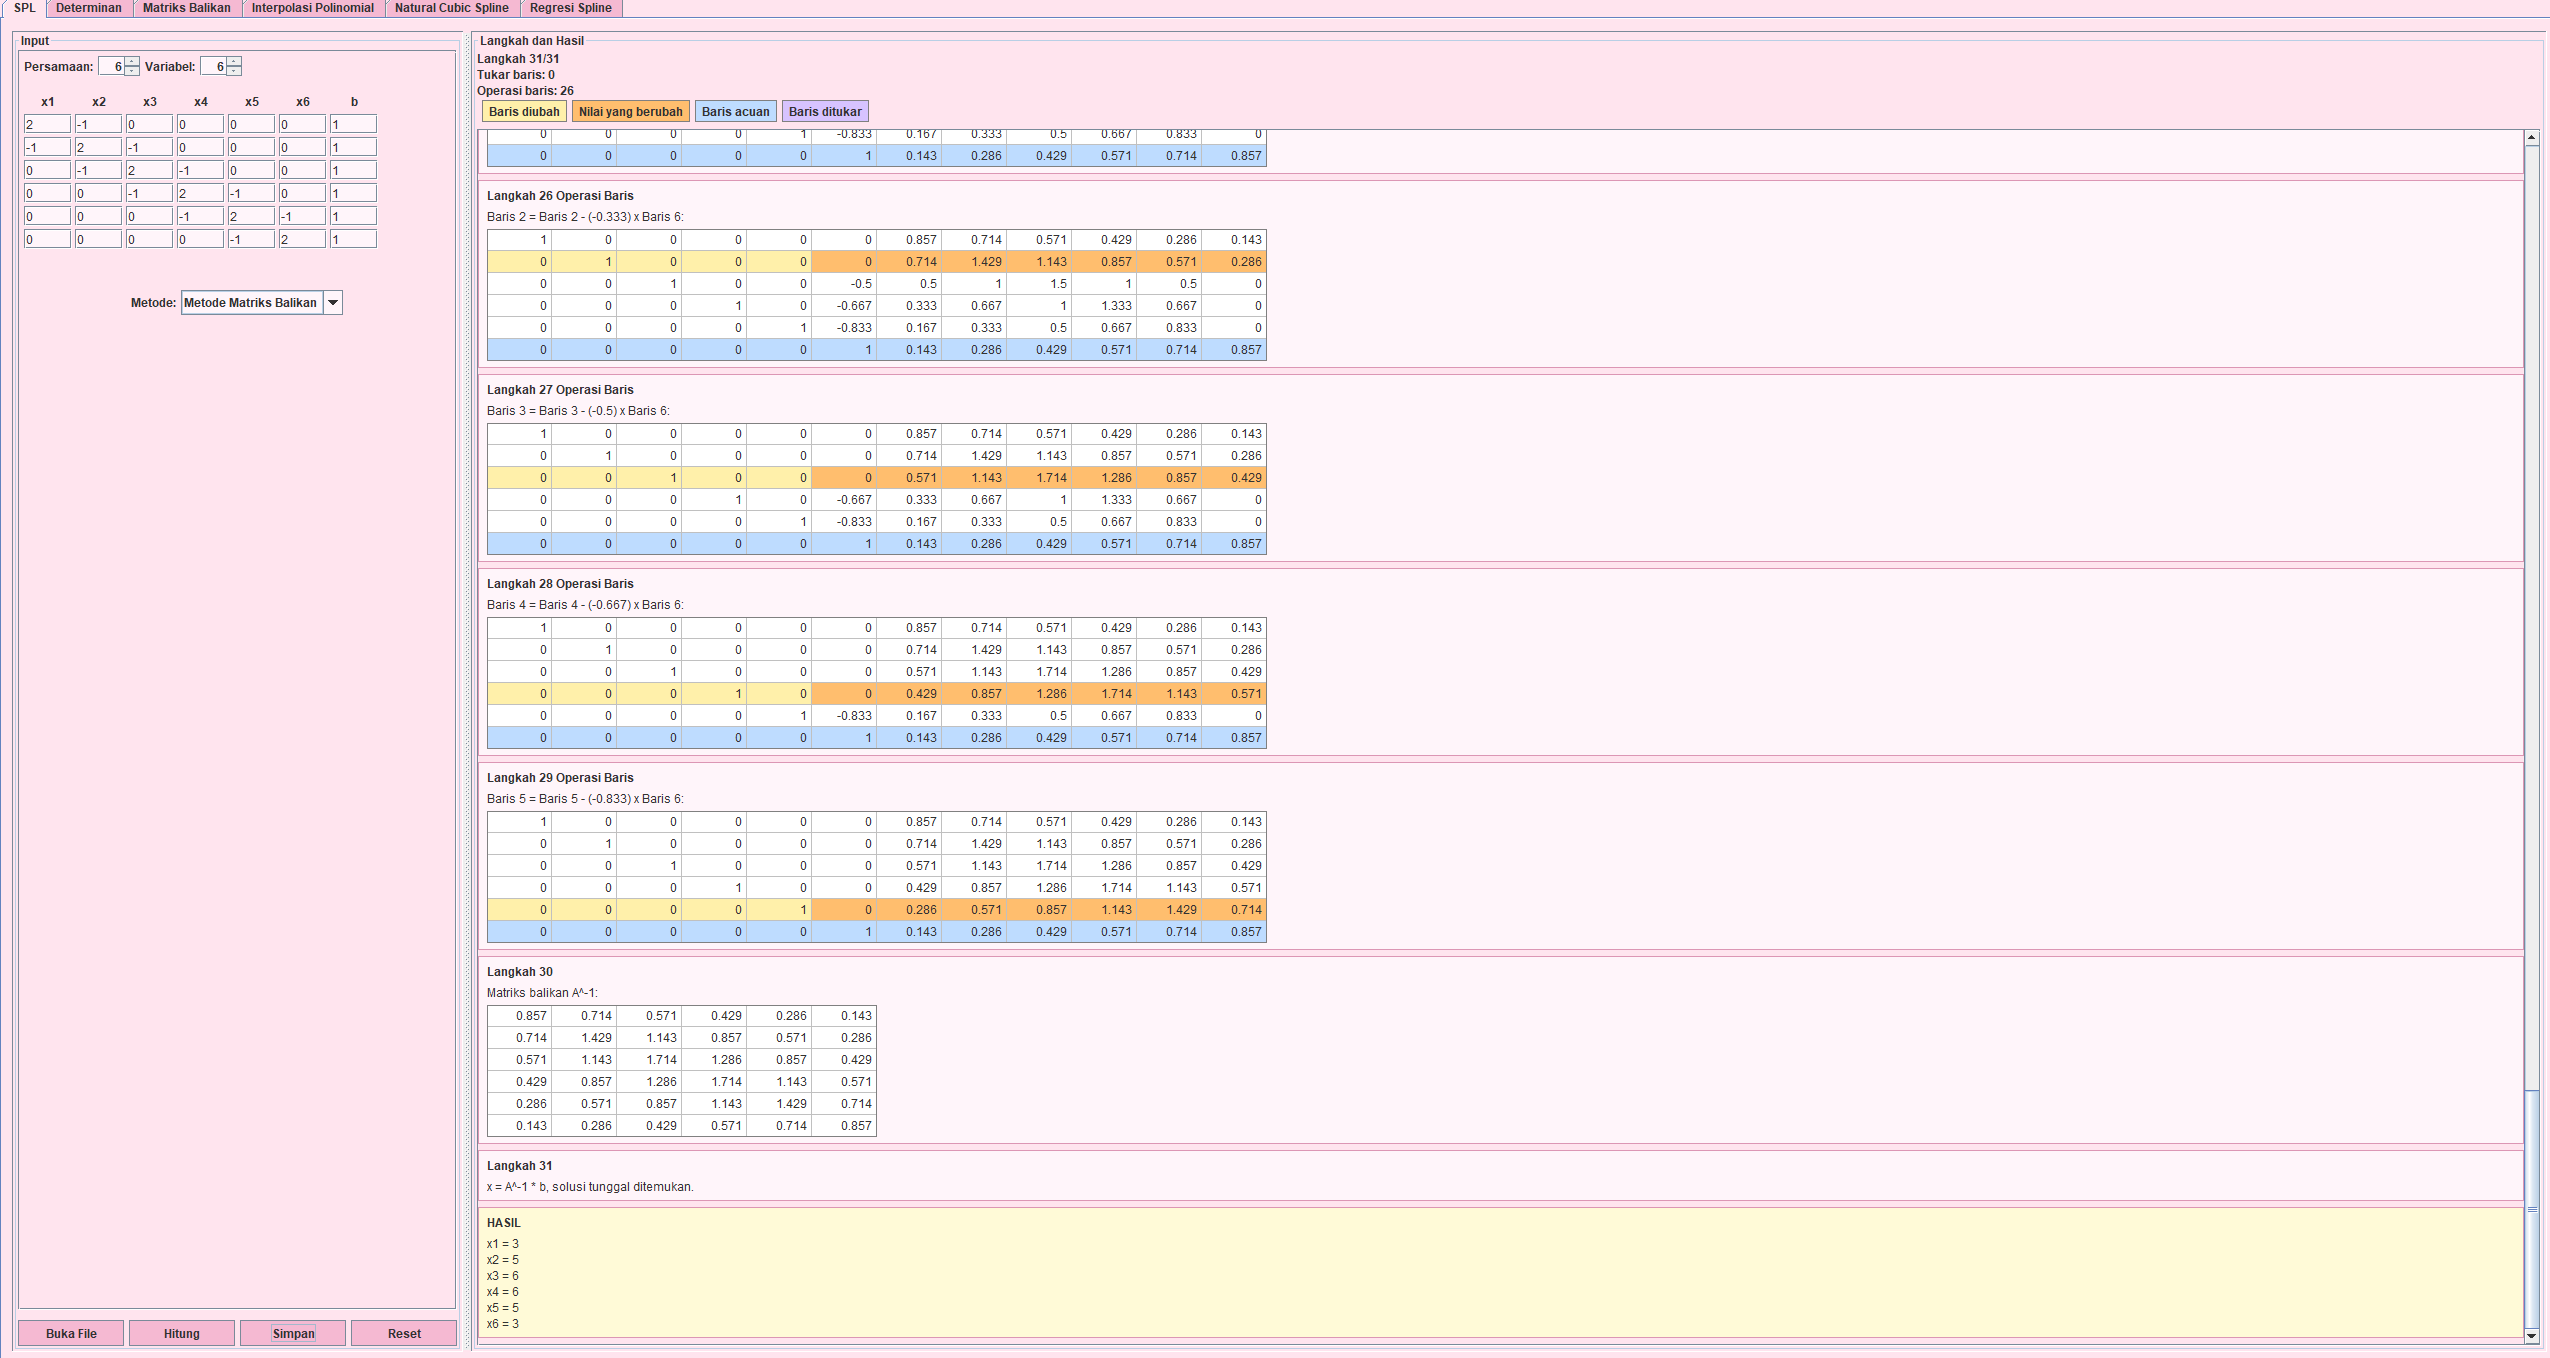 SPL Determinan Matriks Balikan Interpolasi Polinomial Natural Cubic Spline Regresi Spline
Input
Persamaan: 6 Variabel: 6
x1 x2 x3 x4 x5 x6 b
2 -1 0 0 0 0 1
-1 2 -1 0 0 0 1
0 -1 2 -1 0 0 1
0 0 -1 2 -1 0 1
0 0 0 -1 2 -1 1
0 0 0 0 -1 2 1
Metode: Metode Matriks Balikan
Buka File Hitung Simpan Reset
Langkah dan Hasil
Langkah 31/31
Tukar baris: 0
Operasi baris: 26
Baris diubah Nilai yang berubah Baris acuan Baris ditukar
0 0 0 0 1 -0.833 0.167 0.333 0.5 0.667 0.833 0
0 0 0 0 0 1 0.143 0.286 0.429 0.571 0.714 0.857
Langkah 26 Operasi Baris
Baris 2 = Baris 2 - (-0.333) x Baris 6:
1 0 0 0 0 0 0.857 0.714 0.571 0.429 0.286 0.143
0 1 0 0 0 0 0.714 1.429 1.143 0.857 0.571 0.286
0 0 1 0 0 -0.5 0.5 1 1.5 1 0.5 0
0 0 0 1 0 -0.667 0.333 0.667 1 1.333 0.667 0
0 0 0 0 1 -0.833 0.167 0.333 0.5 0.667 0.833 0
0 0 0 0 0 1 0.143 0.286 0.429 0.571 0.714 0.857
Langkah 27 Operasi Baris
Baris 3 = Baris 3 - (-0.5) x Baris 6:
1 0 0 0 0 0 0.857 0.714 0.571 0.429 0.286 0.143
0 1 0 0 0 0 0.714 1.429 1.143 0.857 0.571 0.286
0 0 1 0 0 0 0.571 1.143 1.714 1.286 0.857 0.429
0 0 0 1 0 -0.667 0.333 0.667 1 1.333 0.667 0
0 0 0 0 1 -0.833 0.167 0.333 0.5 0.667 0.833 0
0 0 0 0 0 1 0.143 0.286 0.429 0.571 0.714 0.857
Langkah 28 Operasi Baris
Baris 4 = Baris 4 - (-0.667) x Baris 6:
1 0 0 0 0 0 0.857 0.714 0.571 0.429 0.286 0.143
0 1 0 0 0 0 0.714 1.429 1.143 0.857 0.571 0.286
0 0 1 0 0 0 0.571 1.143 1.714 1.286 0.857 0.429
0 0 0 1 0 0 0.429 0.857 1.286 1.714 1.143 0.571
0 0 0 0 1 -0.833 0.167 0.333 0.5 0.667 0.833 0
0 0 0 0 0 1 0.143 0.286 0.429 0.571 0.714 0.857
Langkah 29 Operasi Baris
Baris 5 = Baris 5 - (-0.833) x Baris 6:
1 0 0 0 0 0 0.857 0.714 0.571 0.429 0.286 0.143
0 1 0 0 0 0 0.714 1.429 1.143 0.857 0.571 0.286
0 0 1 0 0 0 0.571 1.143 1.714 1.286 0.857 0.429
0 0 0 1 0 0 0.429 0.857 1.286 1.714 1.143 0.571
0 0 0 0 1 0 0.286 0.571 0.857 1.143 1.429 0.714
0 0 0 0 0 1 0.143 0.286 0.429 0.571 0.714 0.857
Langkah 30
Matriks balikan A^-1:
0.857 0.714 0.571 0.429 0.286 0.143
0.714 1.429 1.143 0.857 0.571 0.286
0.571 1.143 1.714 1.286 0.857 0.429
0.429 0.857 1.286 1.714 1.143 0.571
0.286 0.571 0.857 1.143 1.429 0.714
0.143 0.286 0.429 0.571 0.714 0.857
Langkah 31
x = A^-1 * b, solusi tunggal ditemukan.
HASIL
x1 = 3
x2 = 5
x3 = 6
x4 = 6
x5 = 5
x6 = 3